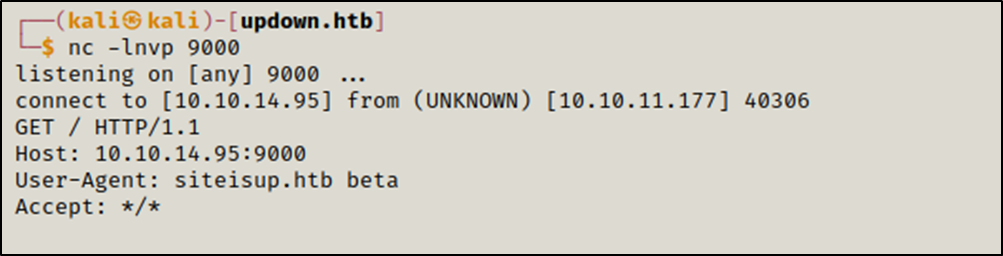 ┌──(kali㉿kali)-[updown.htb]
└─$ nc -lnvp 9000
listening on [any] 9000 ...
connect to [10.10.14.95] from (UNKNOWN) [10.10.11.177] 40306
GET / HTTP/1.1
Host: 10.10.14.95:9000
User-Agent: siteisup.htb beta
Accept: */*